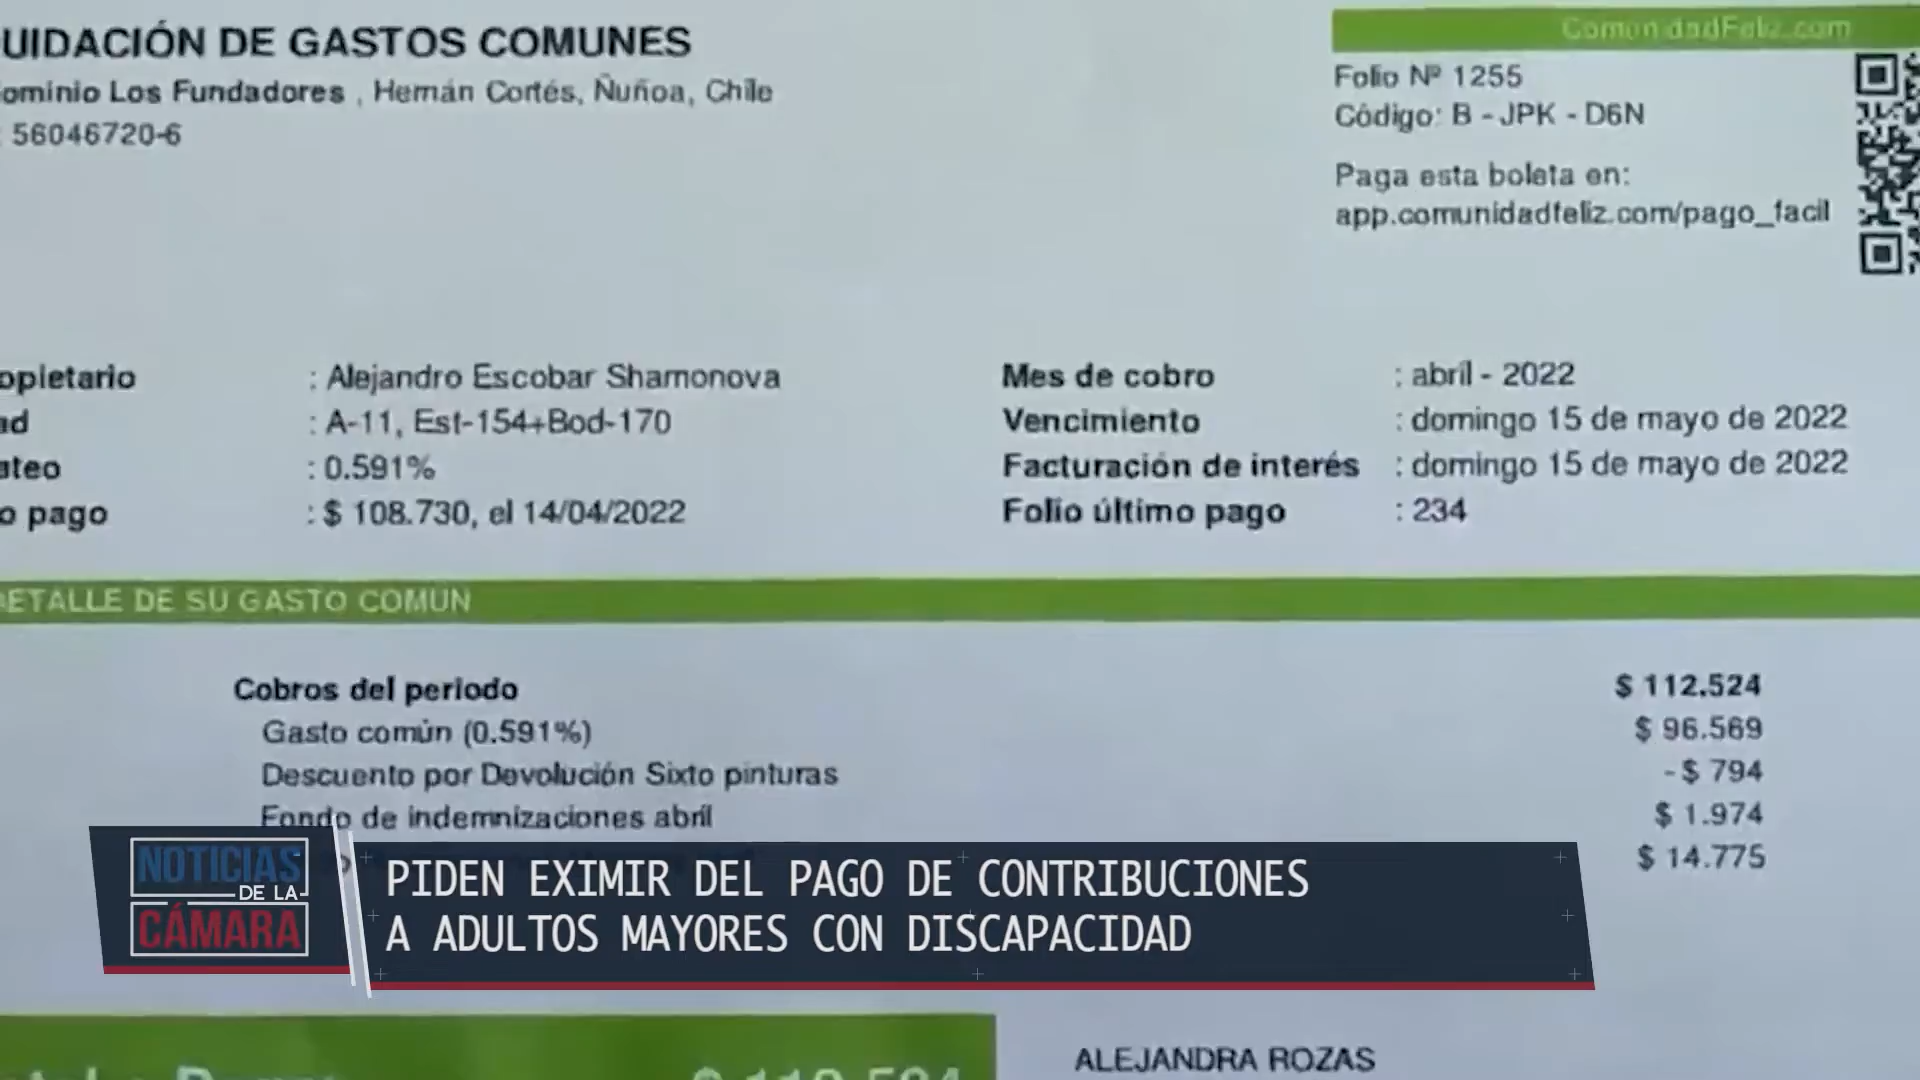 UIDACIÓN DE GASTOS COMUNES
ominio Los Fundadores , Hernán Cortés, Ñuñoa, Chile
: 56046720-6
ComunidadFeliz.com
Folio Nº 1255
Código: B - JPK - D6N
Paga esta boleta en:
app.comunidadfeliz.com/pago_facil
opietario : Alejandro Escobar Shamonova
ad : A-11, Est-154+Bod-170
ateo : 0.591%
o pago : $ 108.730, el 14/04/2022
Mes de cobro : abril - 2022
Vencimiento : domingo 15 de mayo de 2022
Facturación de interés : domingo 15 de mayo de 2022
Folio último pago : 234
DETALLE DE SU GASTO COMÚN
Cobros del periodo $ 112.524
Gasto común (0.591%) $ 96.569
Descuento por Devolución Sixto pinturas -$ 794
Fondo de indemnizaciones abril $ 1.974
$ 14.775
NOTICIAS
DE LA
CÁMARA
PIDEN EXIMIR DEL PAGO DE CONTRIBUCIONES
A ADULTOS MAYORES CON DISCAPACIDAD
ALEJANDRA ROZAS